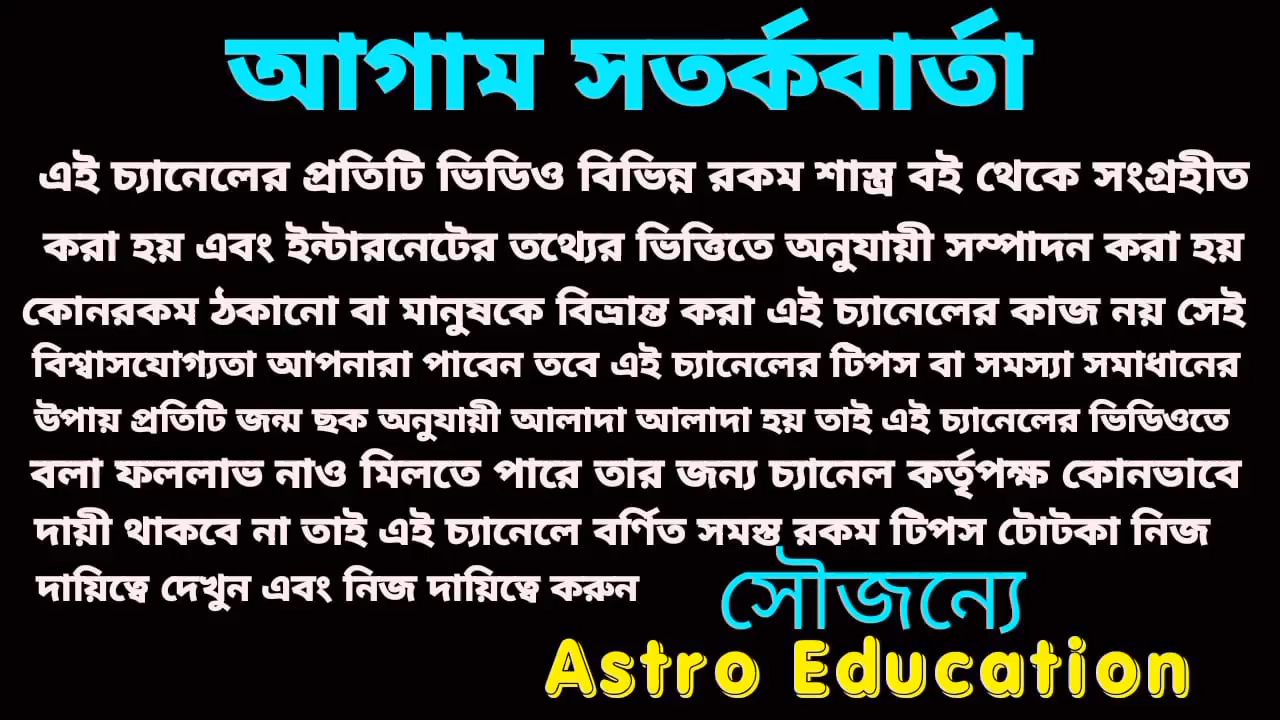 আগাম সতর্কবার্তা
এই চ্যানেলের প্রতিটি ভিডিও বিভিন্ন রকম শাস্ত্র বই থেকে সংগ্রহীত
করা হয় এবং ইন্টারনেটের তথ্যের ভিত্তিতে অনুযায়ী সম্পাদন করা হয়
কোনরকম ঠকানো বা মানুষকে বিভ্রান্ত করা এই চ্যানেলের কাজ নয় সেই
বিশ্বাসযোগ্যতা আপনারা পাবেন তবে এই চ্যানেলের টিপস বা সমস্যা সমাধানের
উপায় প্রতিটি জন্ম ছক অনুযায়ী আলাদা আলাদা হয় তাই এই চ্যানেলের ভিডিওতে
বলা ফললাভ নাও মিলতে পারে তার জন্য চ্যানেল কর্তৃপক্ষ কোনভাবে
দায়ী থাকবে না তাই এই চ্যানেলে বর্ণিত সমস্ত রকম টিপস টোটকা নিজ
দায়িত্বে দেখুন এবং নিজ দায়িত্বে করুন
সৌজন্যে
Astro Education